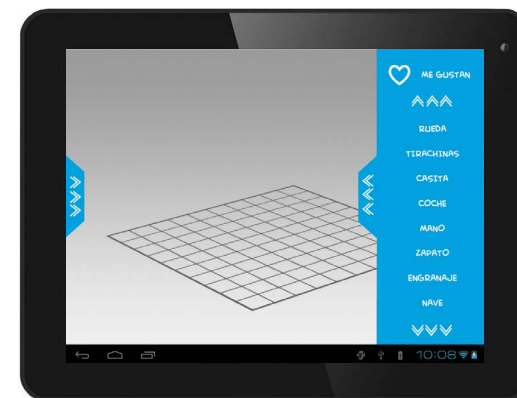 ME GUSTAN
RUEDA
TIRACHINAS
CASITA
COCHE
MANO
ZAPATO
ENGRANAJE
NAVE
10:08